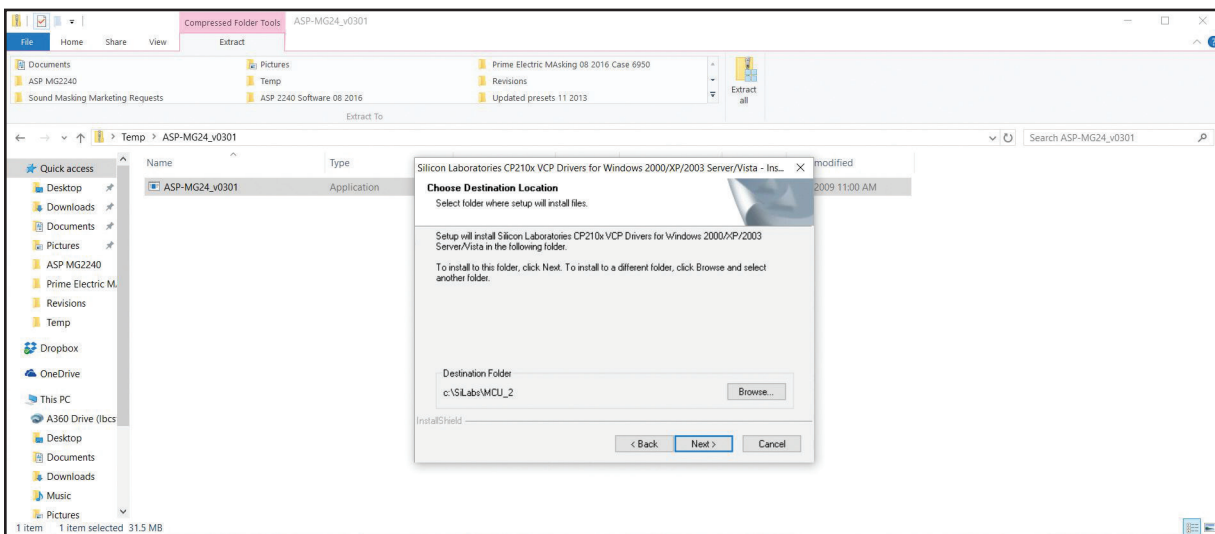 Compressed Folder Tools
ASP-MG24_v0301
File Home Share View Extract
Documents
Pictures
Prime Electric MAsking 08 2016 Case 6950
ASP MG2240
Temp
Revisions
Sound Masking Marketing Requests
ASP 2240 Software 08 2016
Updated presets 11 2013
Extract all
Extract To
Temp > ASP-MG24_v0301
Search ASP-MG24_v0301
Quick access
Desktop
Downloads
Documents
Pictures
ASP MG2240
Prime Electric M
Revisions
Temp
Dropbox
OneDrive
This PC
A360 Drive (Ibcs
Desktop
Documents
Downloads
Music
Pictures
Name Type modified
ASP-MG24_v0301 Application 2009 11:00 AM
Silicon Laboratories CP210x VCP Drivers for Windows 2000/XP/2003 Server/Vista - Ins...
Choose Destination Location
Select folder where setup will install files.
Setup will install Silicon Laboratories CP210x VCP Drivers for Windows 2000/XP/2003
Server/Vista in the following folder.
To install to this folder, click Next. To install to a different folder, click Browse and select
another folder.
Destination Folder
c:\SiLabs\MCU_2
Browse...
InstallShield
< Back Next > Cancel
1 item 1 item selected 31.5 MB